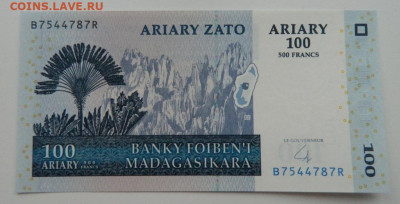 COINS.LAVE.RU
B7544787R
ARIARY ZATO
ARIARY
100
500 FRANCS
100
ARIARY
BANKY FOIBEN'I
MADAGASIKARA
B7544787R
100